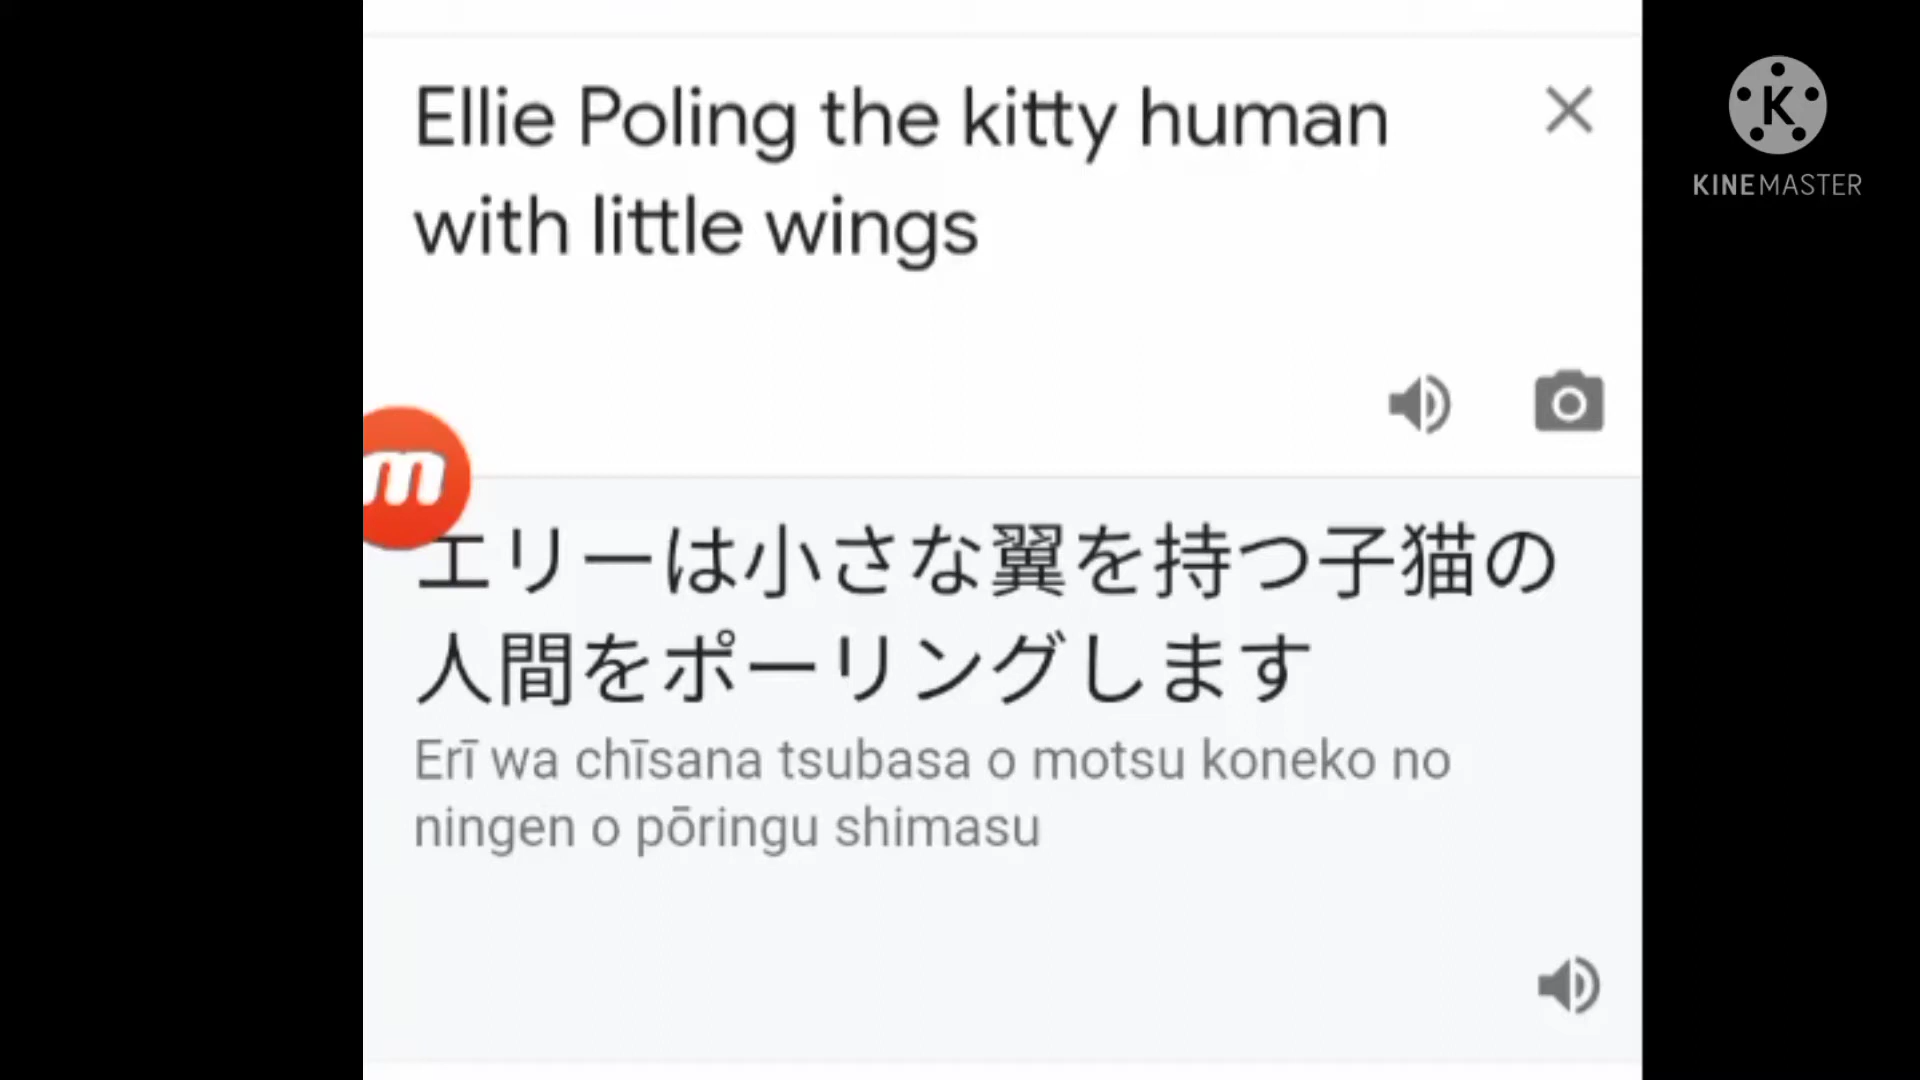 Ellie Poling the kitty human
with little wings
K
KINEMASTER
m
エリーは小さな翼を持つ子猫の
人間をポーリングします
Erī wa chīsana tsubasa o motsu koneko no
ningen o pōringu shimasu